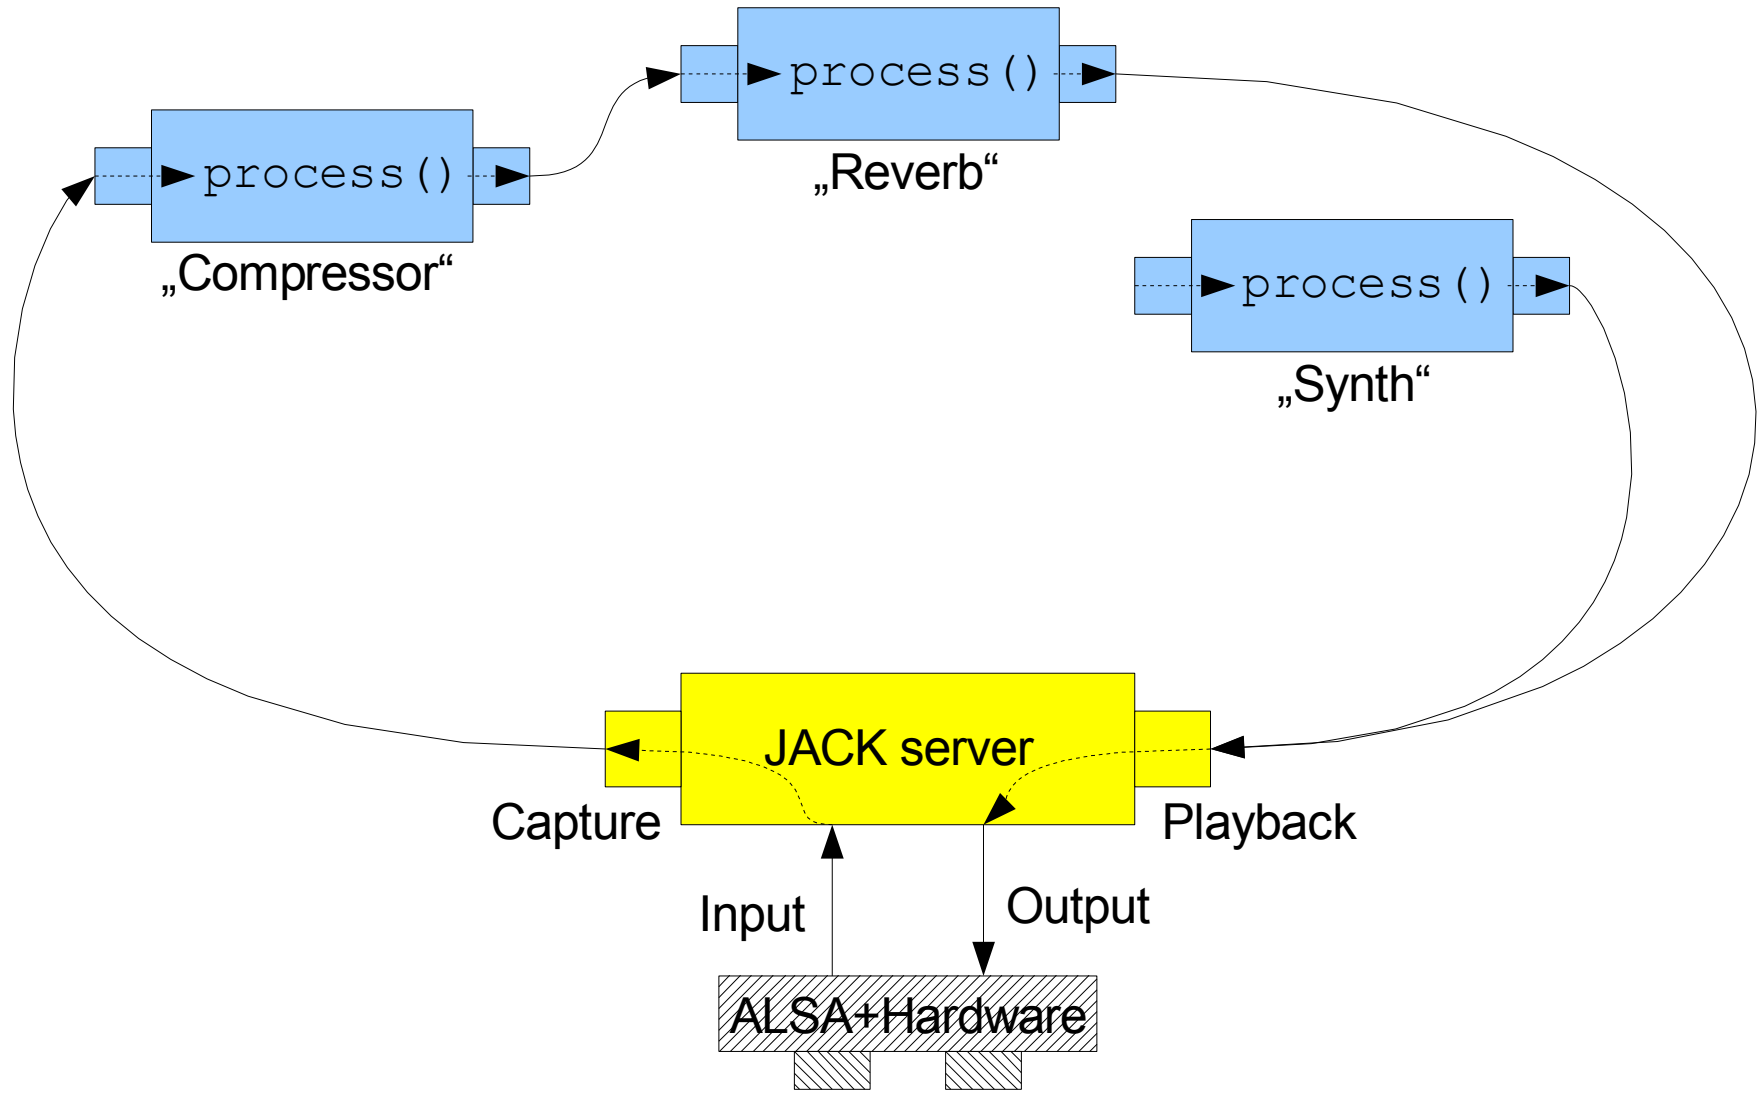 process()
„Reverb“
process()
„Compressor“
process()
„Synth“
JACK server
Capture
Playback
Input
Output
ALSA+Hardware